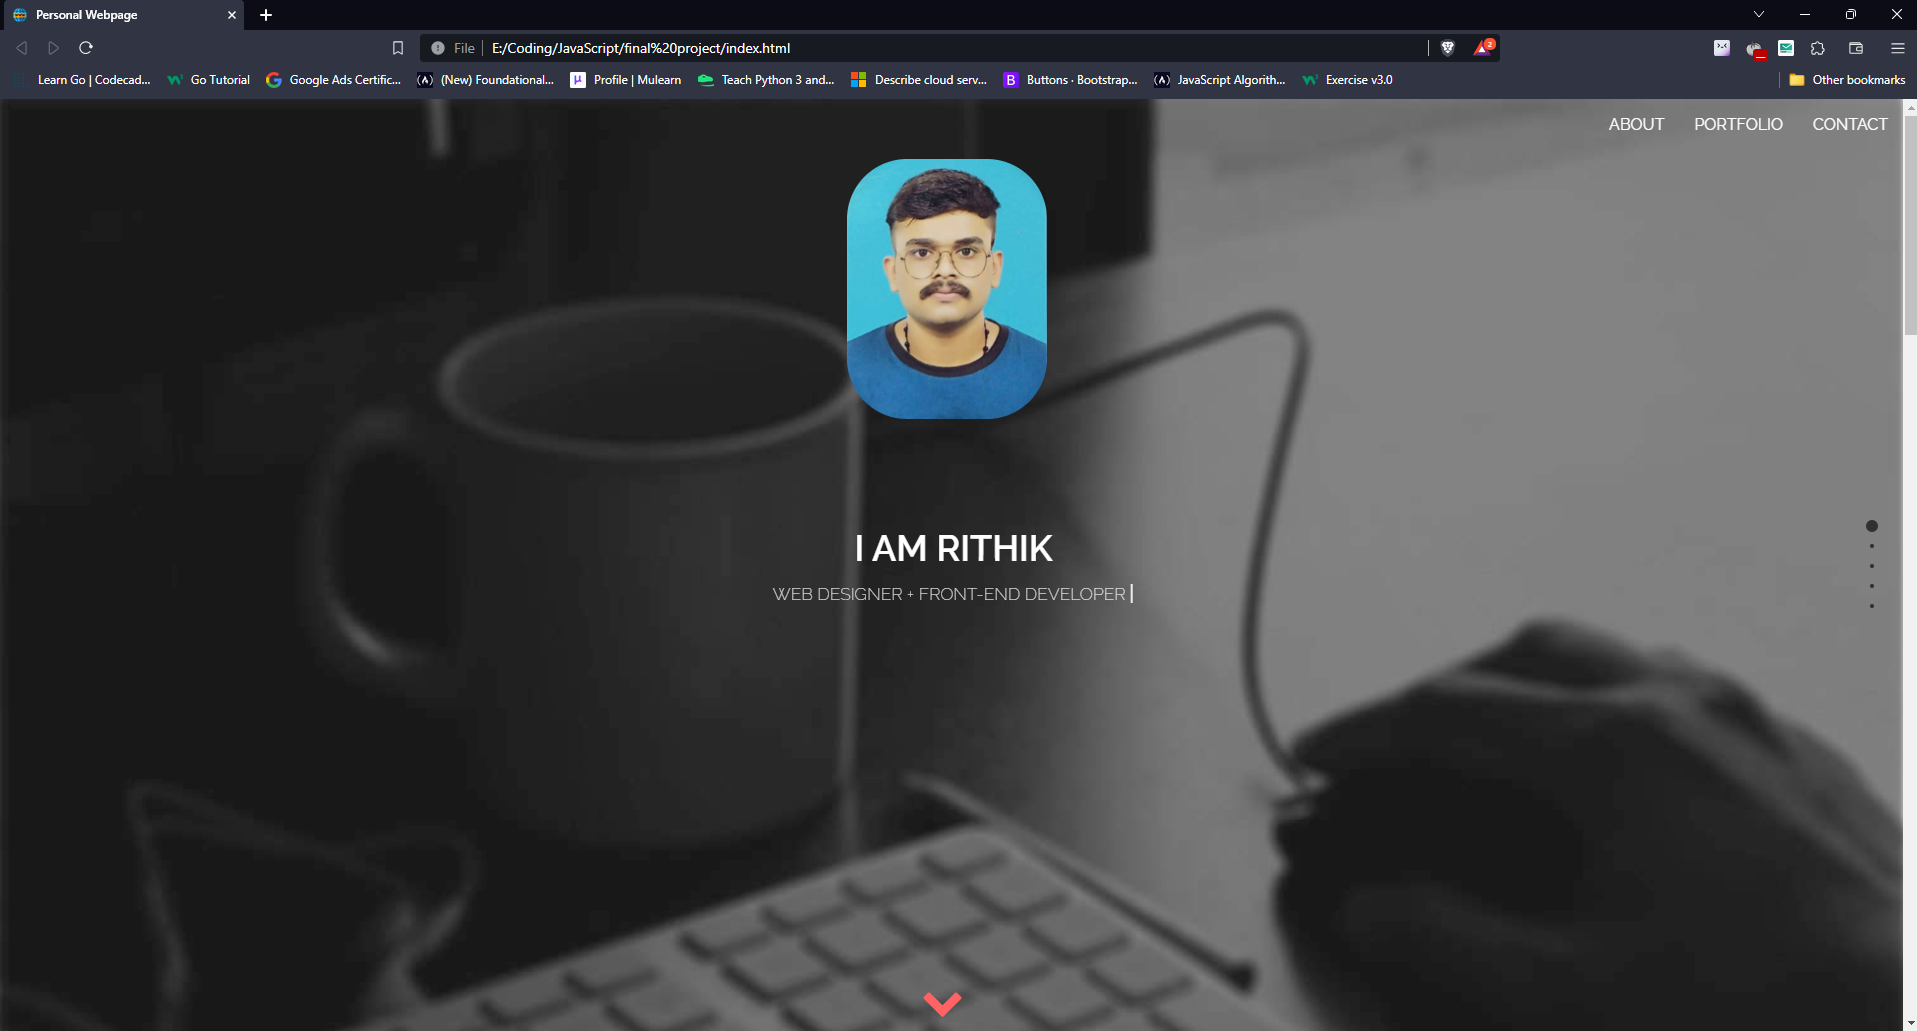 Personal Webpage
File
E:/Coding/JavaScript/final%20project/index.html
2
Learn Go | Codecad...
Go Tutorial
Google Ads Certific...
(New) Foundational...
Profile | Mulearn
Teach Python 3 and...
Describe cloud serv...
Buttons · Bootstrap...
JavaScript Algorith...
Exercise v3.0
Other bookmarks
ABOUT PORTFOLIO CONTACT
I AM RITHIK
WEB DESIGNER + FRONT-END DEVELOPER